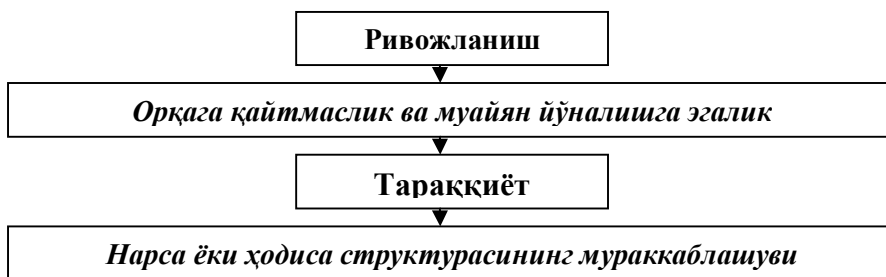 Ривожланиш
Орқага қайтмаслик ва муайян йўналишга эгалик
Тараққиёт
Нарса ёки ҳодиса структурасининг мураккаблашуви